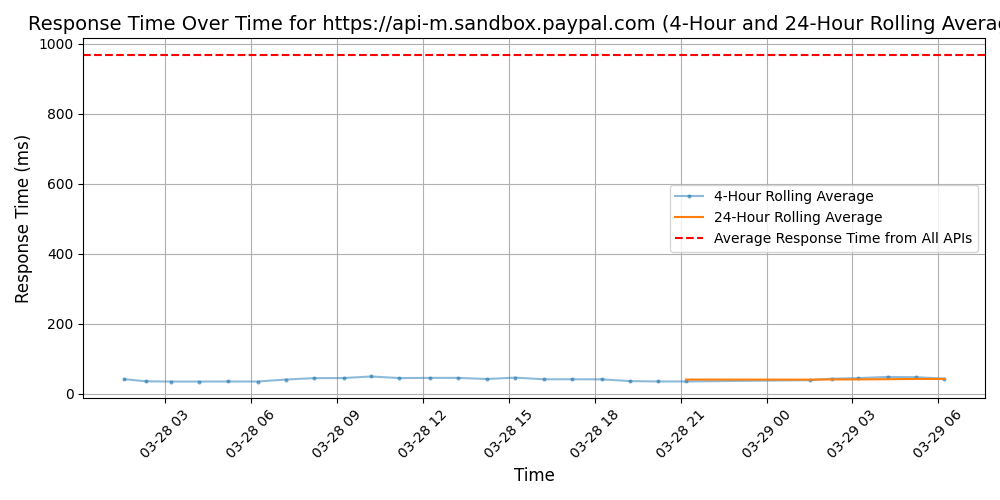 Response Time Over Time for https://api-m.sandbox.paypal.com (4-Hour and 24-Hour Rolling Avera
1000
800
600
400
200
0
Response Time (ms)
4-Hour Rolling Average
24-Hour Rolling Average
Average Response Time from All APIs
03-28 03
03-28 06
03-28 09
03-28 12
03-28 15
03-28 18
03-28 21
03-29 00
03-29 03
03-29 06
Time